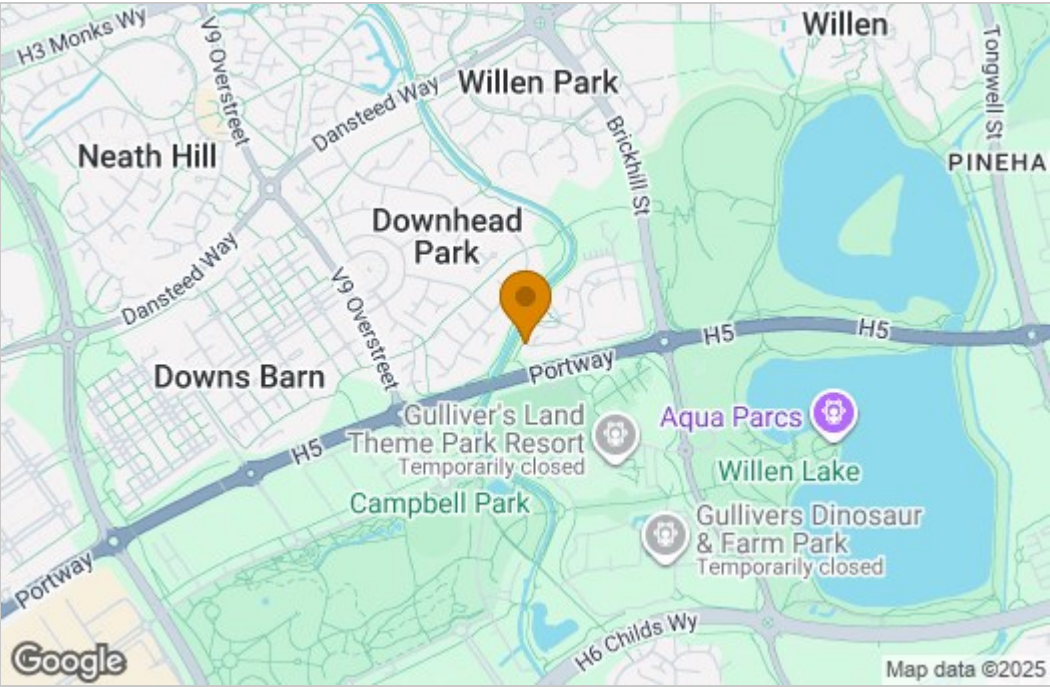 H3 Monks Wy
V9 Overstreet
Willen
Tongwell St
Willen Park
Dansteed Way
Brickhill St
Neath Hill
PINEHA
Downhead
Park
Dansteed Way
V9 Overstreet
H5
H5
Portway
Downs Barn
Gulliver's Land
Theme Park Resort
Temporarily closed
Aqua Parcs
H5
Willen Lake
Campbell Park
Gullivers Dinosaur
& Farm Park
Temporarily closed
Portway
H6 Childs Wy
Google
Map data ©2025